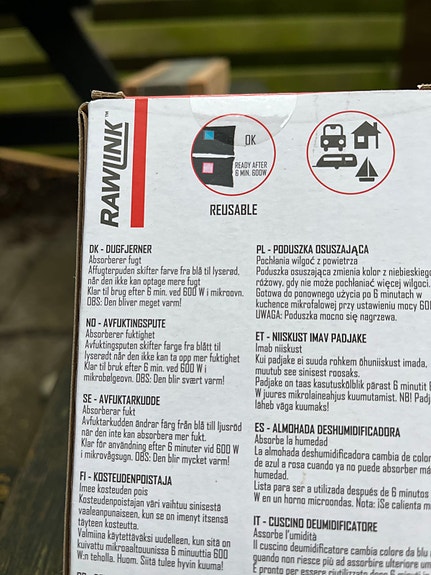 RAWLINK™
OK
READY AFTER
6 MIN. 600W
REUSABLE
DK - DUGFJERNER
Absorberer fugt
Affugterpuden skifter farve fra blå til lyserød,
når den ikke kan optage mere fugt
Klar til brug efter 6 min. ved 600 W i mikroovn.
OBS: Den bliver meget varm!
NO - AVFUKTINGSPUTE
Absorberer fuktighet
Avfuktingsputen skifter farge fra blått til
lyserødt når den ikke kan ta opp mer fuktighet
Klar til bruk etter 6 min. ved 600 W i
mikrobølgeovn. OBS: Den blir svært varm!
SE - AVFUKTARKUDDE
Absorberar fukt
Avfuktarkudden ändrar färg från blå till ljusröd
när den inte kan absorbera mer fukt.
Klar för användning efter 6 minuter vid 600 W
i mikrovågsugn. OBS: Den blir mycket varm!
FI - KOSTEUDENPOISTAJA
Imee kosteuden pois
Kosteudenpoistajan väri vaihtuu sinisestä
vaaleanpunaiseen, kun se on imenyt itsensä
täyteen kosteutta.
Valmiina käytettäväksi uudelleen, kun sitä on
kuivattu mikroaaltouunissa 6 minuuttia 600
W:n teholla. Huom. Siitä tulee hyvin kuuma!
PL - PODUSZKA OSUSZAJĄCA
Pochłania wilgoć z powietrza
Poduszka osuszająca zmienia kolor z niebieskiego
różowy, gdy nie może pochłaniać więcej wilgoci.
Gotowa do ponownego użycia po 6 minutach w
kuchence mikrofalowej przy ustawieniu mocy 600
UWAGA: Poduszka mocno się nagrzewa.
ET - NIISKUST IMAV PADJAKE
Imab niiskust
Kui padjake ei suuda rohkem õhuniiskust imada,
muutub see sinisest roosaks.
Padjake on taas kasutuskõlblik pärast 6 minutit
W juures mikrolaineahjus kuumutamist. NB! Padj
läheb väga kuumaks!
ES - ALMOHADA DESHUMIDIFICADORA
Absorbe la humedad
La almohada deshumidificadora cambia de color
de azul a rosa cuando ya no puede absorber má
humedad.
Lista para ser a utilizada después de 6 minutos
W en un horno microondas. Nota: ¡Se calienta m
IT - CUSCINO DEUMIDIFICATORE
Assorbe l'umidità
Il cuscino deumidificatore cambia colore da blu
quando non riesce più ad assorbire ulteriore um
È pronto per essere riutilizzato dopo 6 minuti